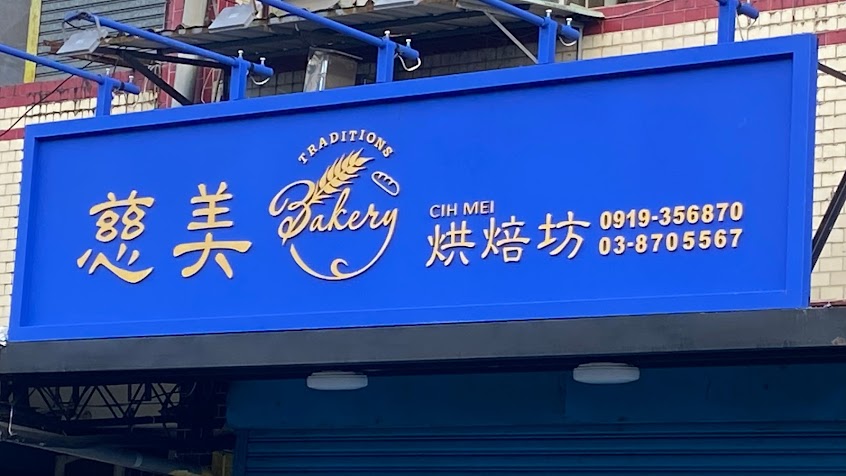 慈美
TRADITIONS
Bakery
CIH MEI
烘焙坊
0919-356870
03-8705567